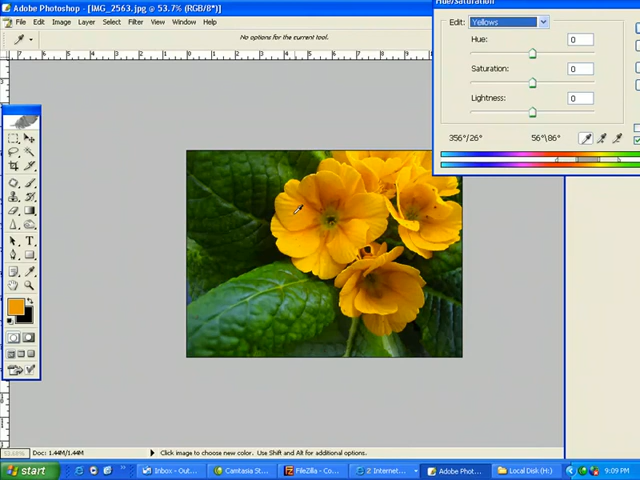 Adobe Photoshop - [IMG_2563.jpg @ 53.7% (RGB/8*)]
File Edit Image Layer Select Filter View Window Help
No options for the current tool.
Hue/Saturation
Edit: Yellows
Hue: 0
Saturation: 0
Lightness: 0
356°/26° 56°\86°
Doc: 1.44M/1.44M Click image to choose new color. Use Shift and Alt for additional options.
start Inbox - Out... Camtasia St... FileZilla - Co... 2 Internet... Adobe Phot... Local Disk (H:) 9:09 PM